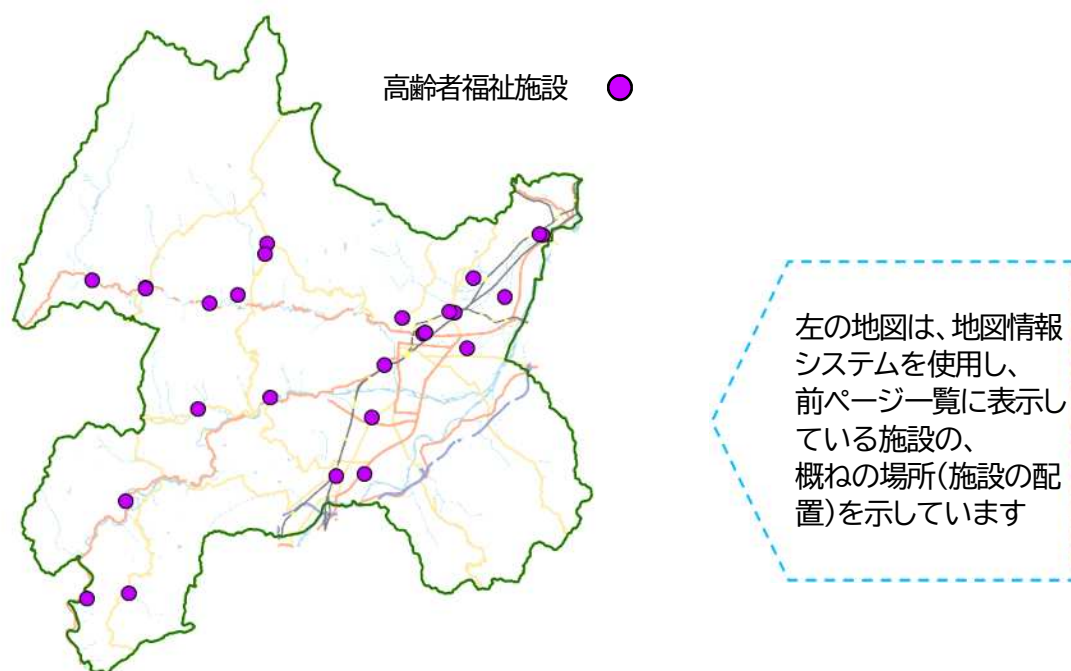 高齢者福祉施設
左の地図は、地図情報
システムを使用し、
前ページ一覧に表示し
ている施設の、
概ねの場所(施設の配
置)を示しています